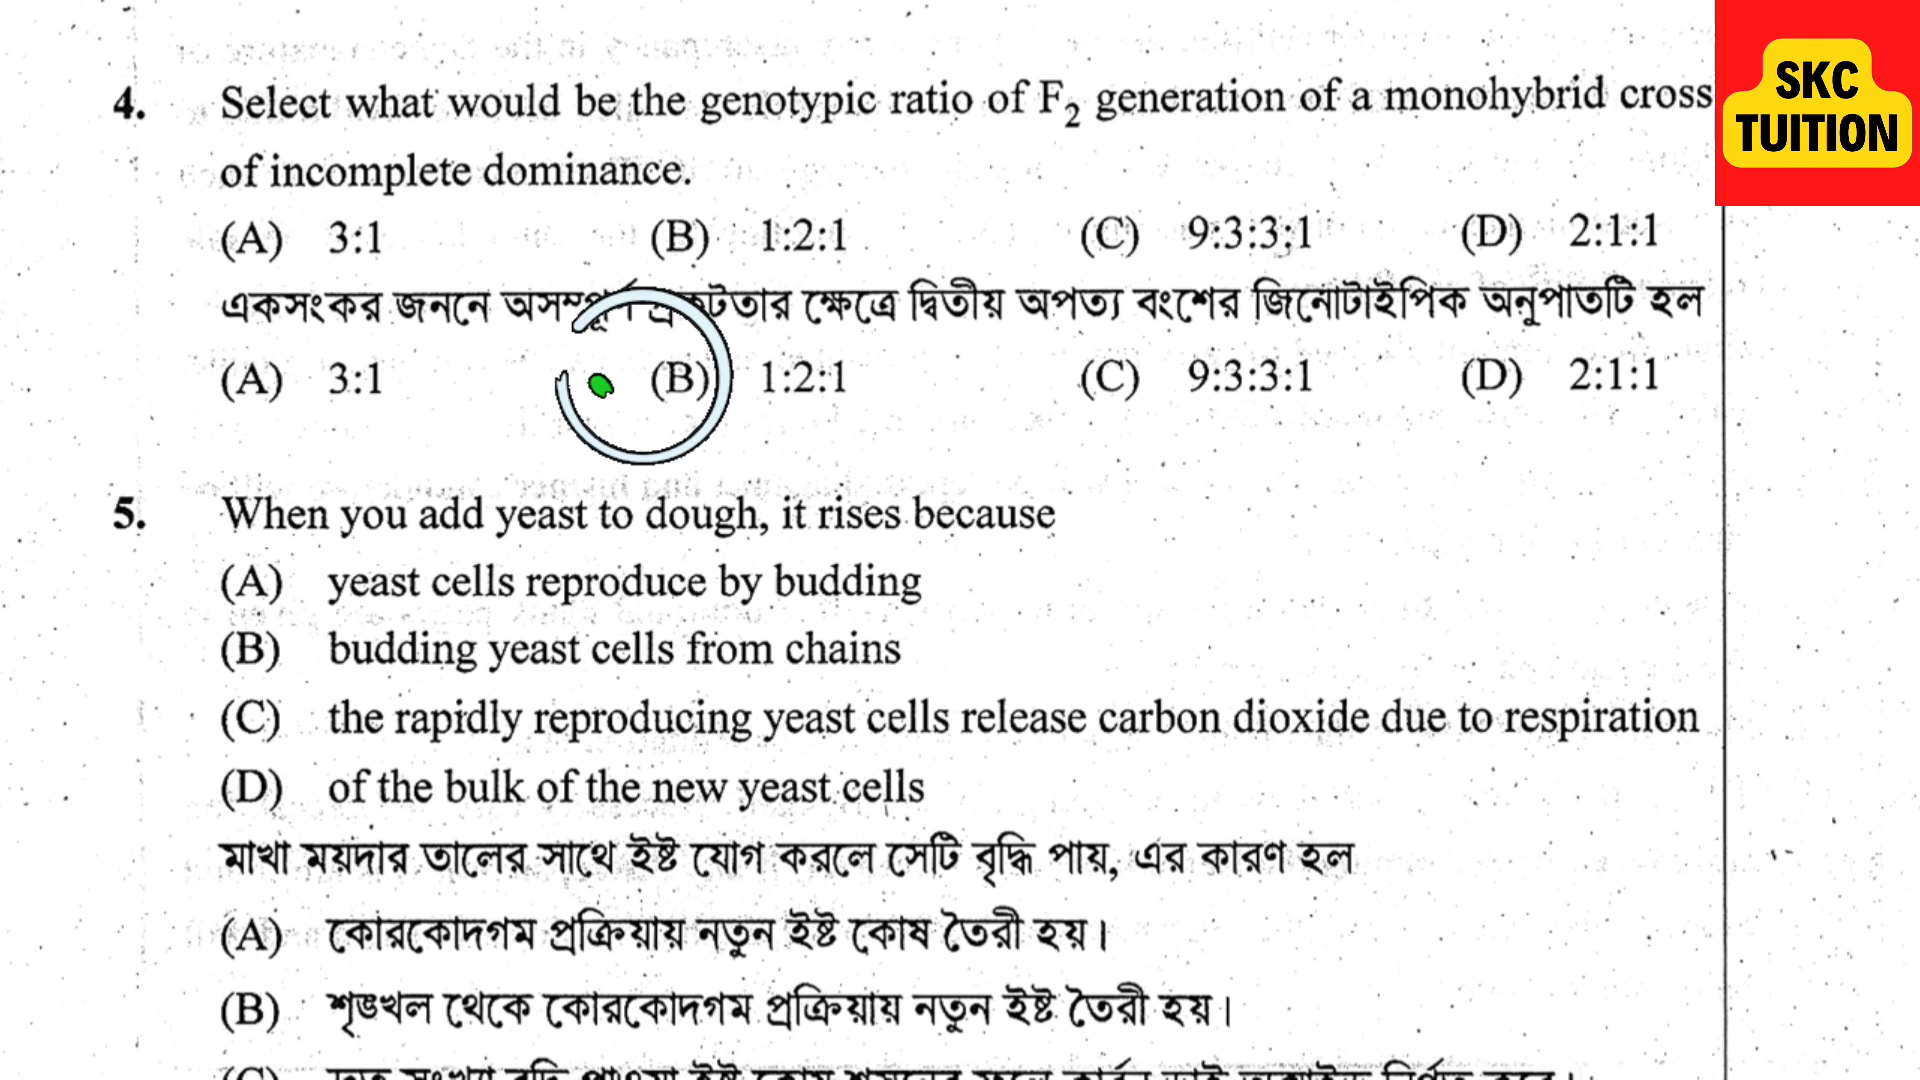 SKC
TUITION
4. Select what would be the genotypic ratio of F2 generation of a monohybrid cross
of incomplete dominance.
(A) 3:1 (B) 1:2:1 (C) 9:3:3:1 (D) 2:1:1
একসংকর জননে অসম্পূর্ণ প্রকটতার ক্ষেত্রে দ্বিতীয় অপত্য বংশের জিনোটাইপিক অনুপাতটি হল
(A) 3:1 (B) 1:2:1 (C) 9:3:3:1 (D) 2:1:1
5. When you add yeast to dough, it rises because
(A) yeast cells reproduce by budding
(B) budding yeast cells from chains
(C) the rapidly reproducing yeast cells release carbon dioxide due to respiration
(D) of the bulk of the new yeast cells
মাখা ময়দার তালের সাথে ইষ্ট যোগ করলে সেটি বৃদ্ধি পায়, এর কারণ হল
(A) কোরকোদগম প্রক্রিয়ায় নতুন ইষ্ট কোষ তৈরী হয়।
(B) শৃঙখল থেকে কোরকোদগম প্রক্রিয়ায় নতুন ইষ্ট তৈরী হয়।